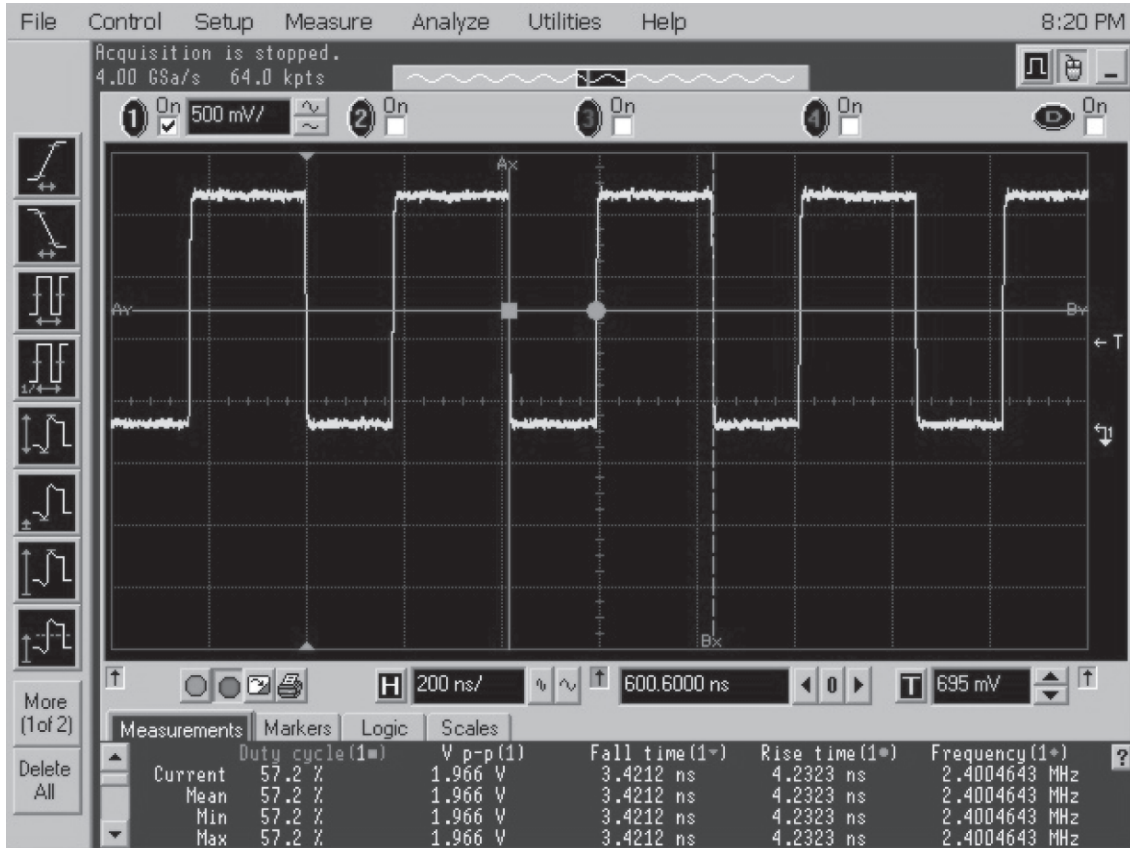 File Control Setup Measure Analyze Utilities Help 8:20 PM
Acquisition is stopped.
4.00 GSa/s 64.0 kpts
1 On 500 mV/ 2 On 3 On 4 On D On
Ax
Ay By
T
1
Bx
H 200 ns/ 600.6000 ns 0 T 695 mV
More
(1of 2)
Delete
All
Measurements Markers Logic Scales
Duty cycle(1■) V p-p(1) Fall time(1▾) Rise time(1●) Frequency(1◆) ?
Current 57.2 % 1.966 V 3.4212 ns 4.2323 ns 2.4004643 MHz
Mean 57.2 % 1.966 V 3.4212 ns 4.2323 ns 2.4004643 MHz
Min 57.2 % 1.966 V 3.4212 ns 4.2323 ns 2.4004643 MHz
Max 57.2 % 1.966 V 3.4212 ns 4.2323 ns 2.4004643 MHz